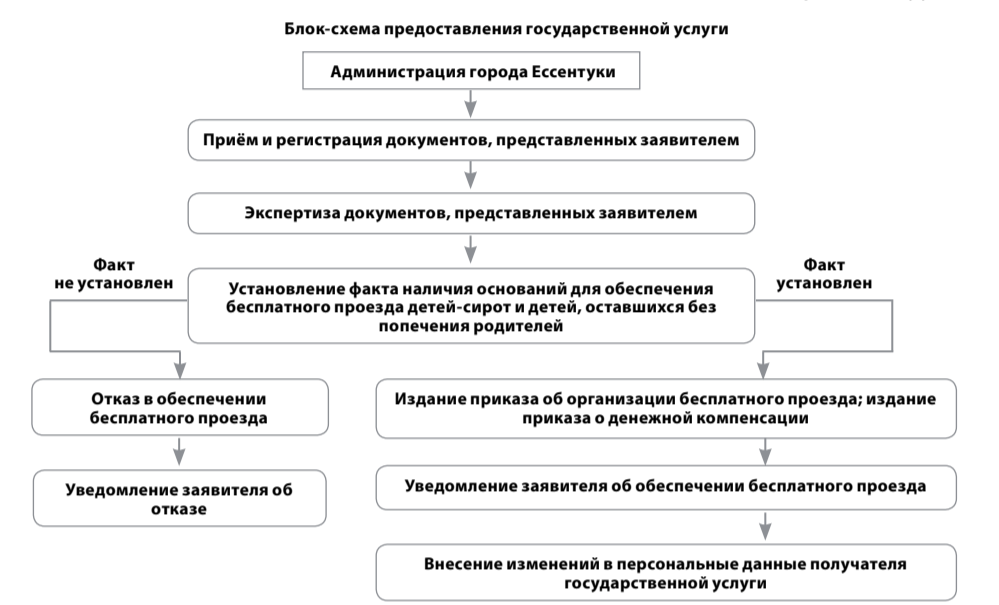 Блок-схема предоставления государственной услуги
Администрация города Ессентуки
Приём и регистрация документов, представленных заявителем
Экспертиза документов, представленных заявителем
Факт
не установлен
Установление факта наличия оснований для обеспечения
бесплатного проезда детей-сирот и детей, оставшихся без
попечения родителей
Факт
установлен
Отказ в обеспечении
бесплатного проезда
Уведомление заявителя об
отказе
Издание приказа об организации бесплатного проезда; издание
приказа о денежной компенсации
Уведомление заявителя об обеспечении бесплатного проезда
Внесение изменений в персональные данные получателя
государственной услуги